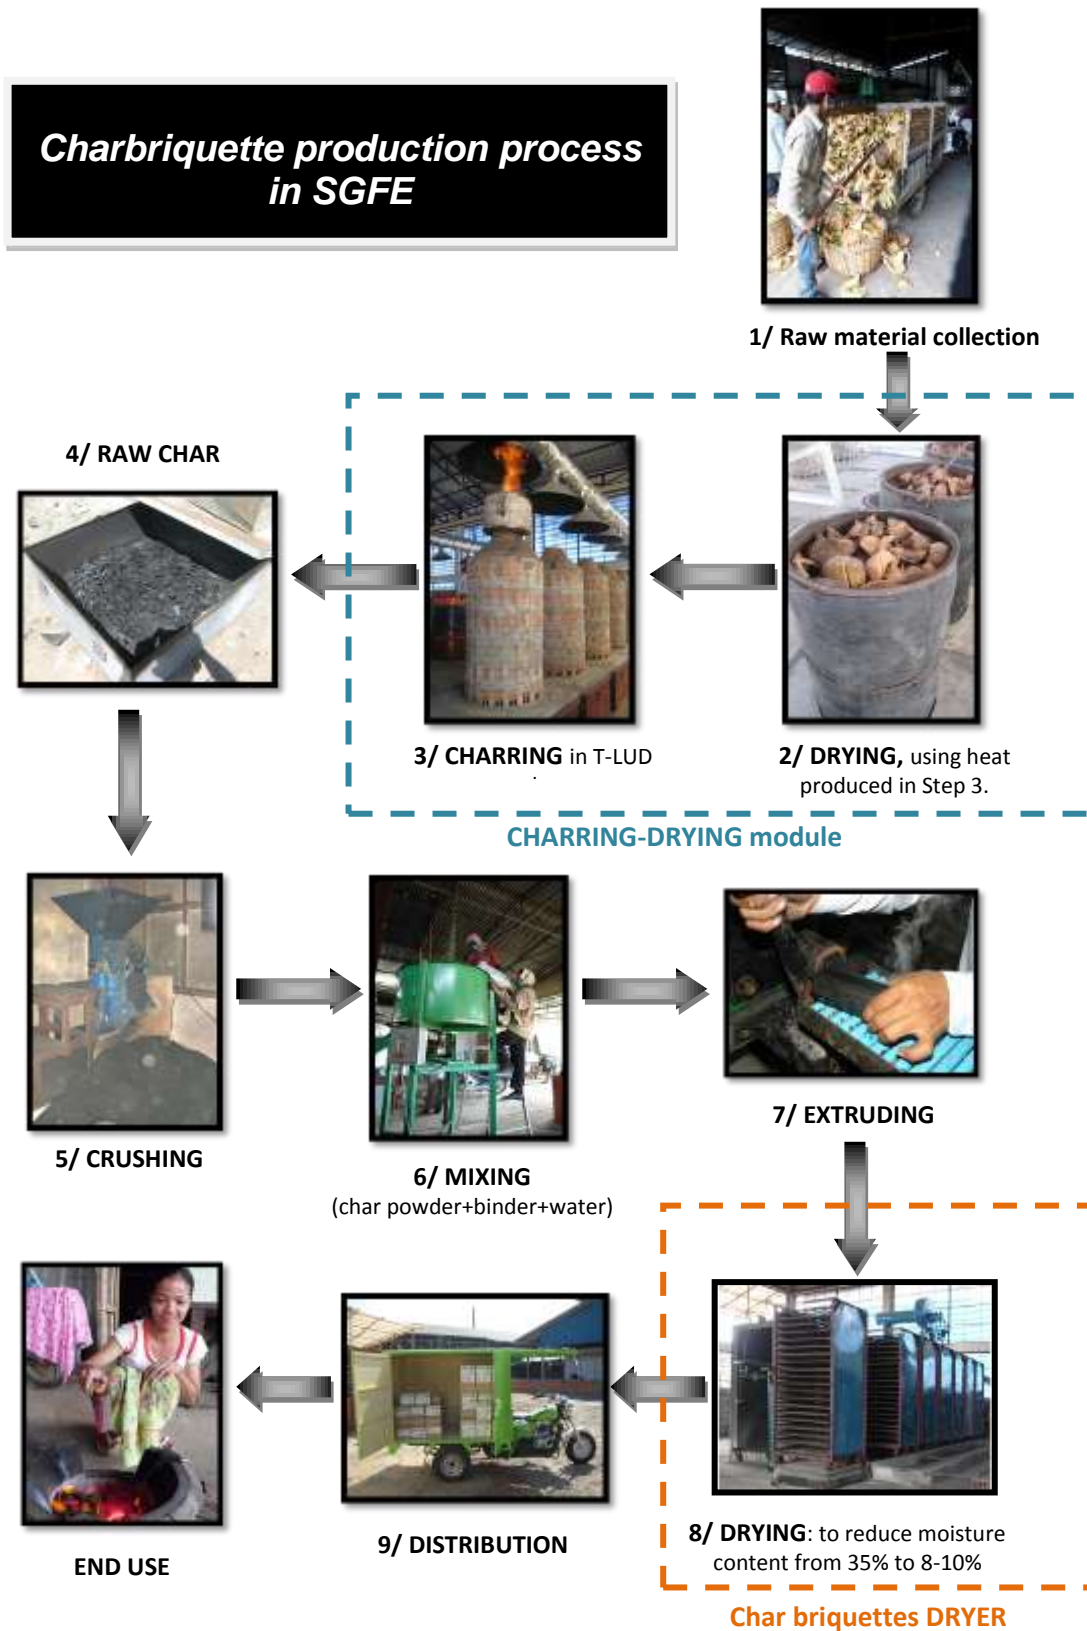 Charbriquette production process
in SGFE
1/ Raw material collection
4/ RAW CHAR
3/ CHARRING in T-LUD
2/ DRYING, using heat
produced in Step 3.
CHARRING-DRYING module
5/ CRUSHING
6/ MIXING
(char powder+binder+water)
7/ EXTRUDING
8/ DRYING: to reduce moisture
content from 35% to 8-10%
Char briquettes DRYER
9/ DISTRIBUTION
END USE